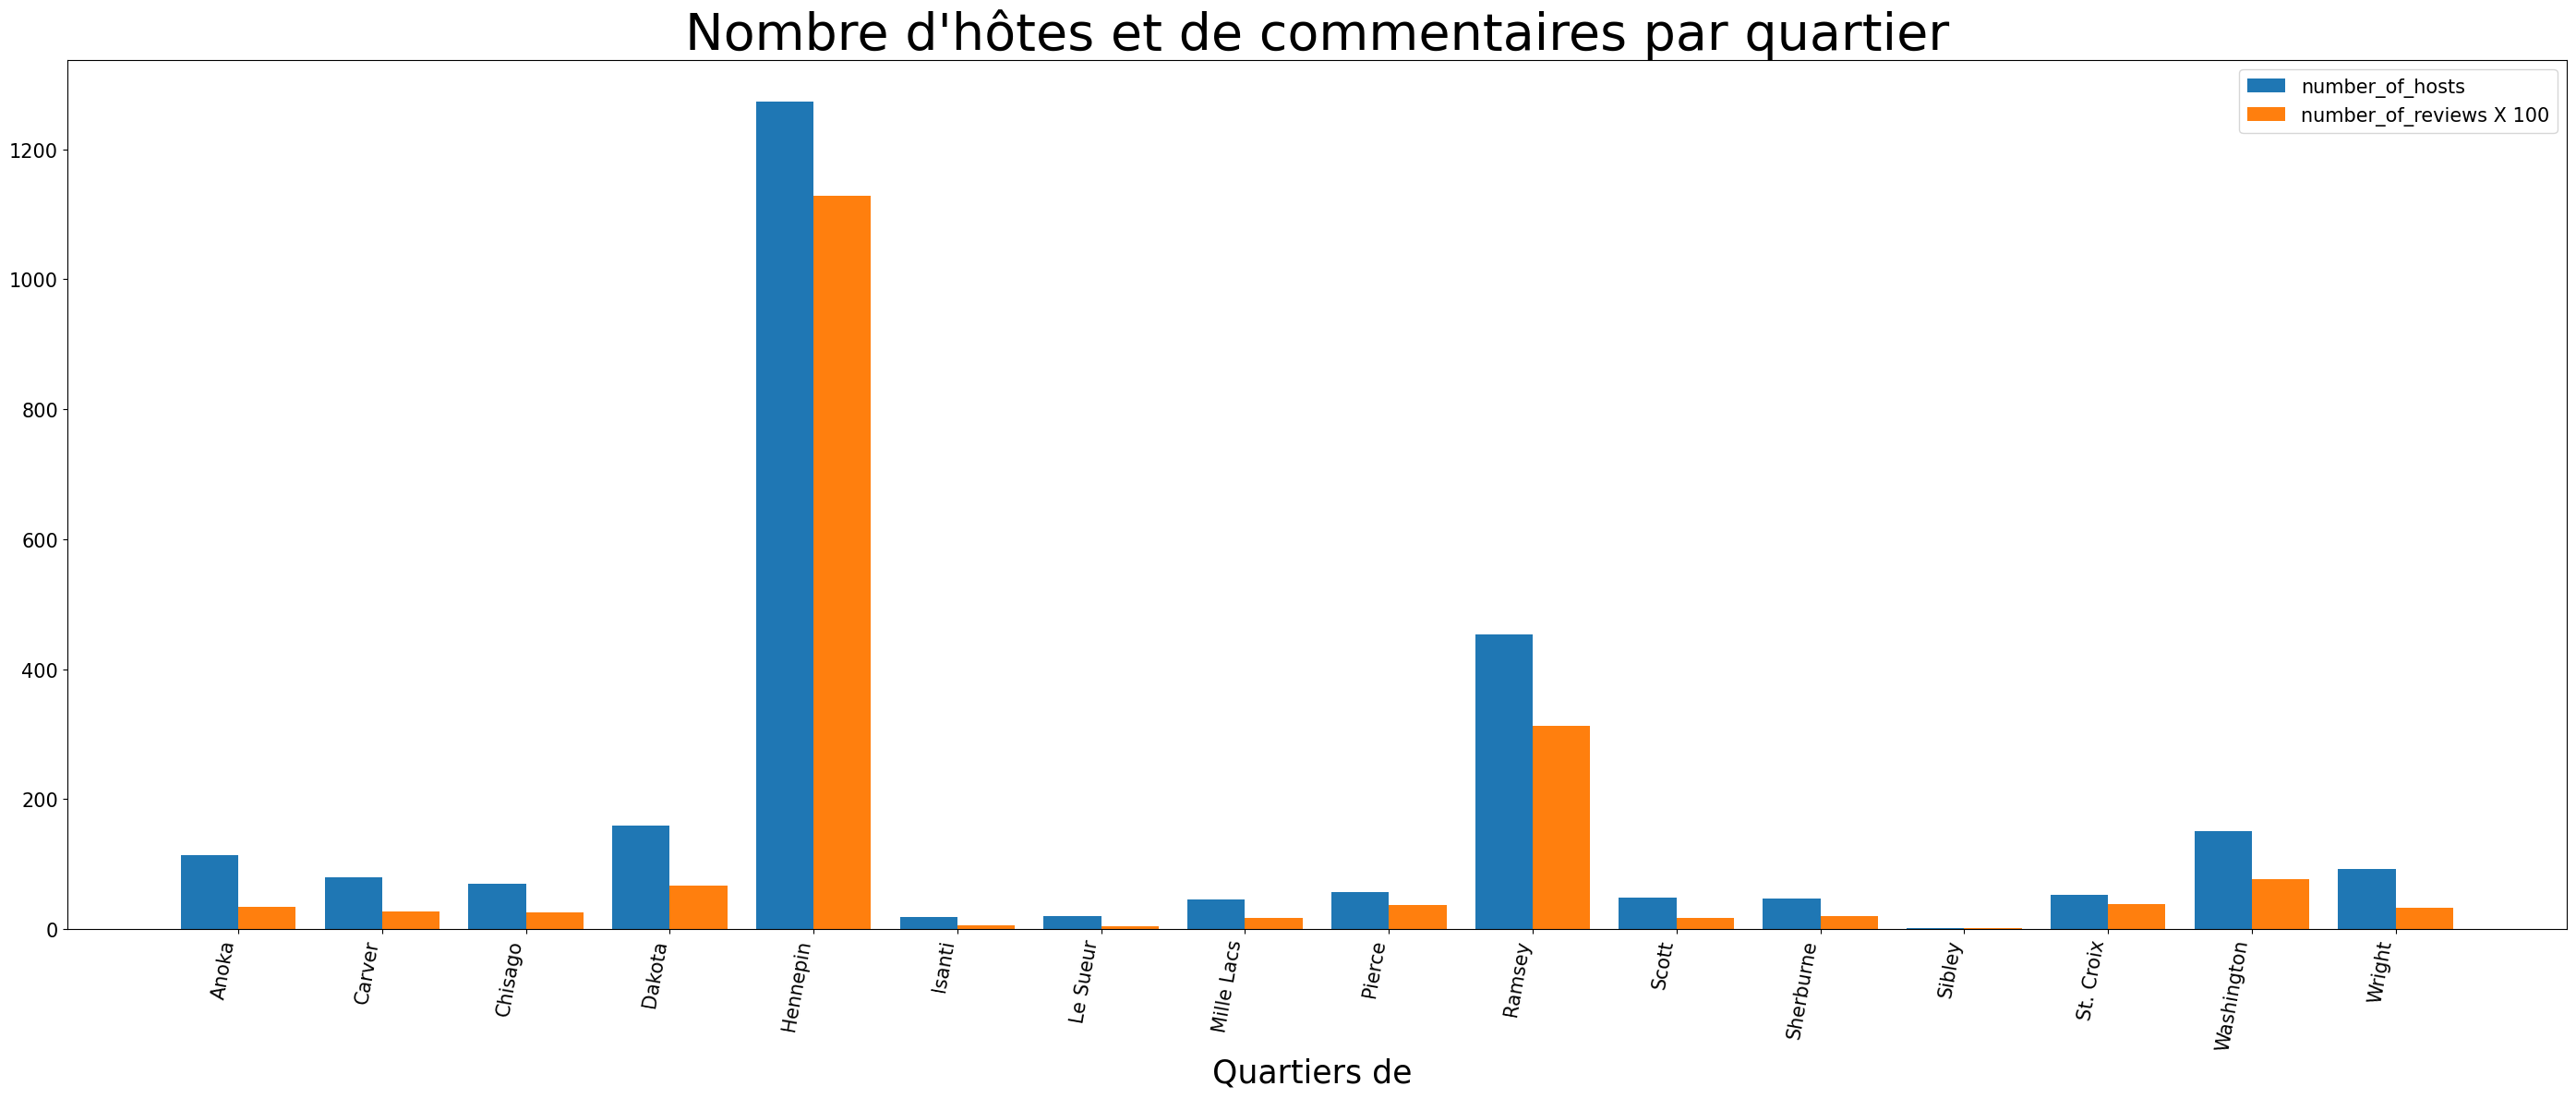 Nombre d'hôtes et de commentaires par quartier
number_of_hosts
number_of_reviews X 100
1200
1000
800
600
400
200
0
Anoka
Carver
Chisago
Dakota
Hennepin
Isanti
Le Sueur
Mille Lacs
Pierce
Ramsey
Scott
Sherburne
Sibley
St. Croix
Washington
Wright
Quartiers de